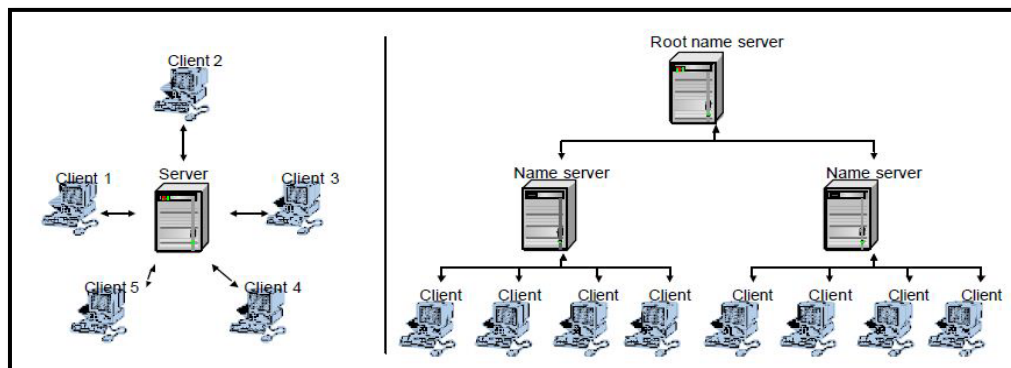 Client 2
Client 1
Server
Client 3
Client 5
Client 4
Root name server
Name server
Name server
Client
Client
Client
Client
Client
Client
Client
Client